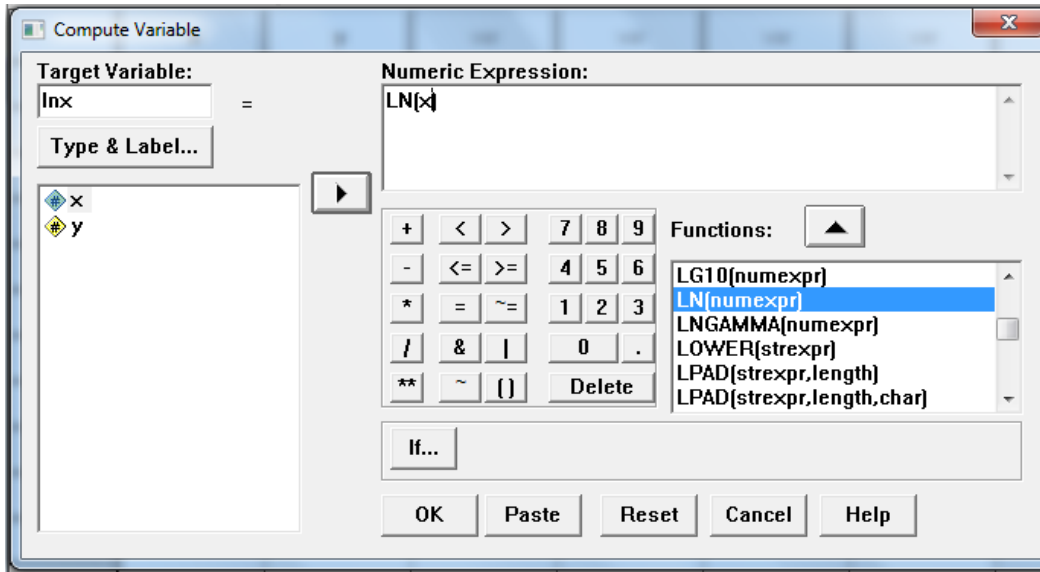 Compute Variable
Target Variable:
lnx
=
Type & Label...
x
y
Numeric Expression:
LN(x)
+ < > 7 8 9
- <= >= 4 5 6
* = ~= 1 2 3
/ & | 0 .
** ~ () Delete
Functions:
LG10(numexpr)
LN(numexpr)
LNGAMMA(numexpr)
LOWER(strexpr)
LPAD(strexpr,length)
LPAD(strexpr,length,char)
If...
OK Paste Reset Cancel Help